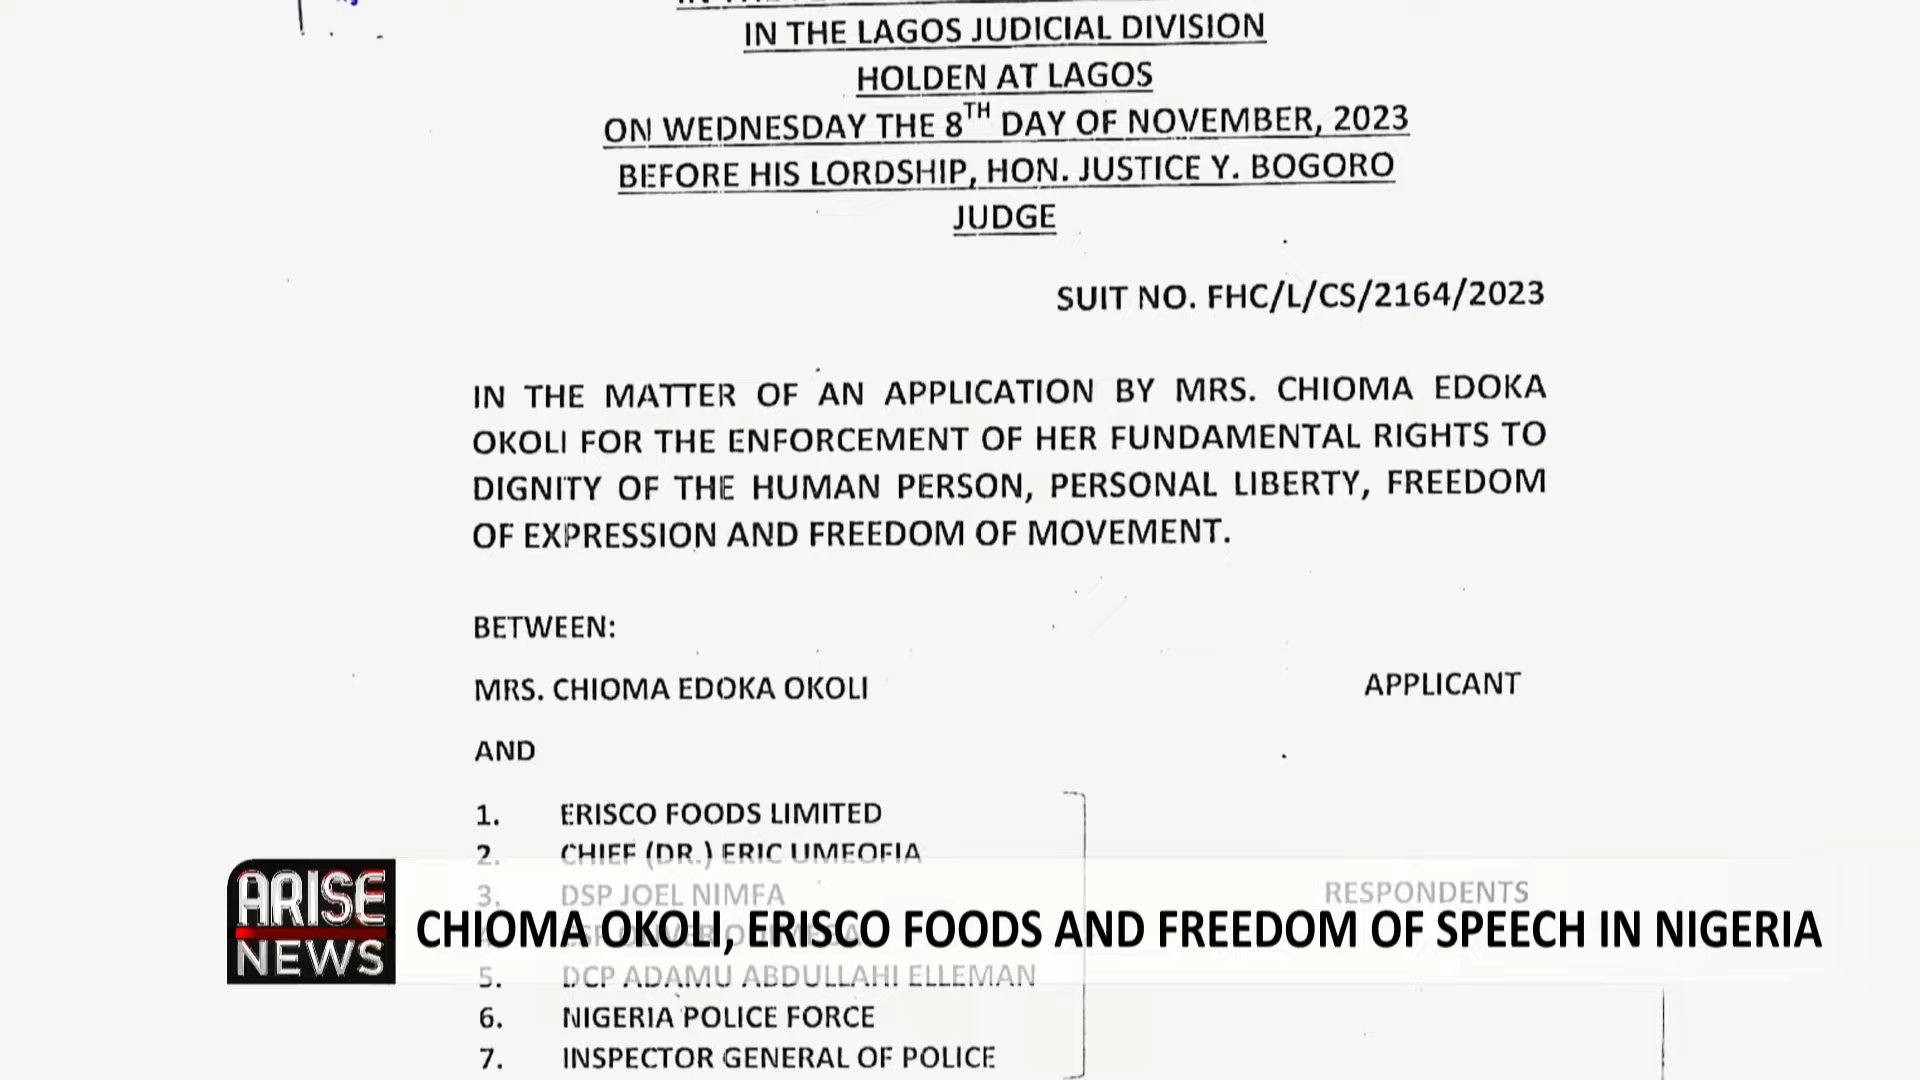 IN THE LAGOS JUDICIAL DIVISION
HOLDEN AT LAGOS
ON WEDNESDAY THE 8TH DAY OF NOVEMBER, 2023
BEFORE HIS LORDSHIP, HON. JUSTICE Y. BOGORO
JUDGE
SUIT NO. FHC/L/CS/2164/2023
IN THE MATTER OF AN APPLICATION BY MRS. CHIOMA EDOKA
OKOLI FOR THE ENFORCEMENT OF HER FUNDAMENTAL RIGHTS TO
DIGNITY OF THE HUMAN PERSON, PERSONAL LIBERTY, FREEDOM
OF EXPRESSION AND FREEDOM OF MOVEMENT.
BETWEEN:
MRS. CHIOMA EDOKA OKOLI APPLICANT
AND
1. ERISCO FOODS LIMITED
2. CHIEF (DR.) ERIC UMEOFIA
3. DSP JOEL NIMFA
RESPONDENTS
ARISE
NEWS
CHIOMA OKOLI, ERISCO FOODS AND FREEDOM OF SPEECH IN NIGERIA
5. DCP ADAMU ABDULLAHI ELLEMAN
6. NIGERIA POLICE FORCE
7. INSPECTOR GENERAL OF POLICE